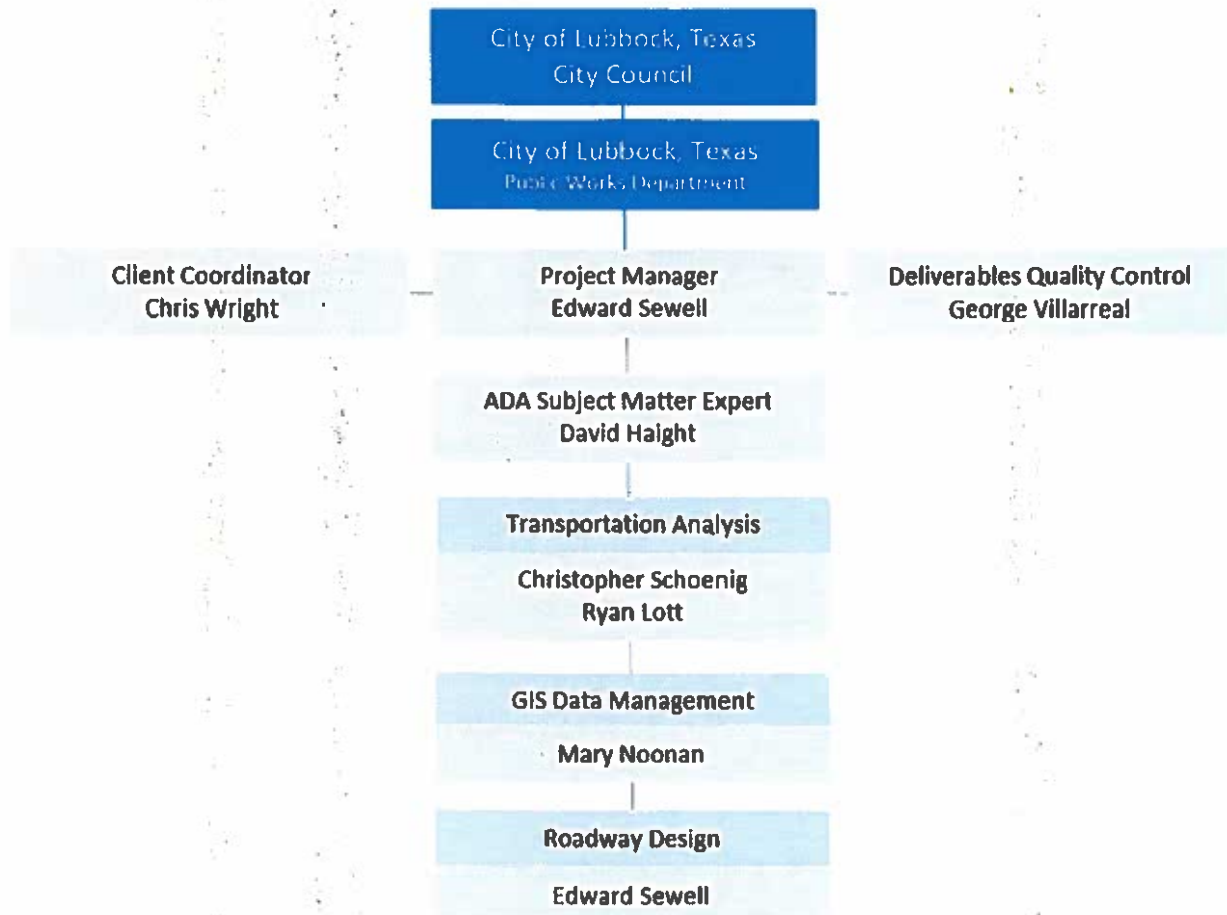 City of Lubbock, Texas
City Council
City of Lubbock, Texas
Public Works Department
Client Coordinator
Chris Wright
Project Manager
Edward Sewell
Deliverables Quality Control
George Villarreal
ADA Subject Matter Expert
David Haight
Transportation Analysis
Christopher Schoenig
Ryan Lott
GIS Data Management
Mary Noonan
Roadway Design
Edward Sewell